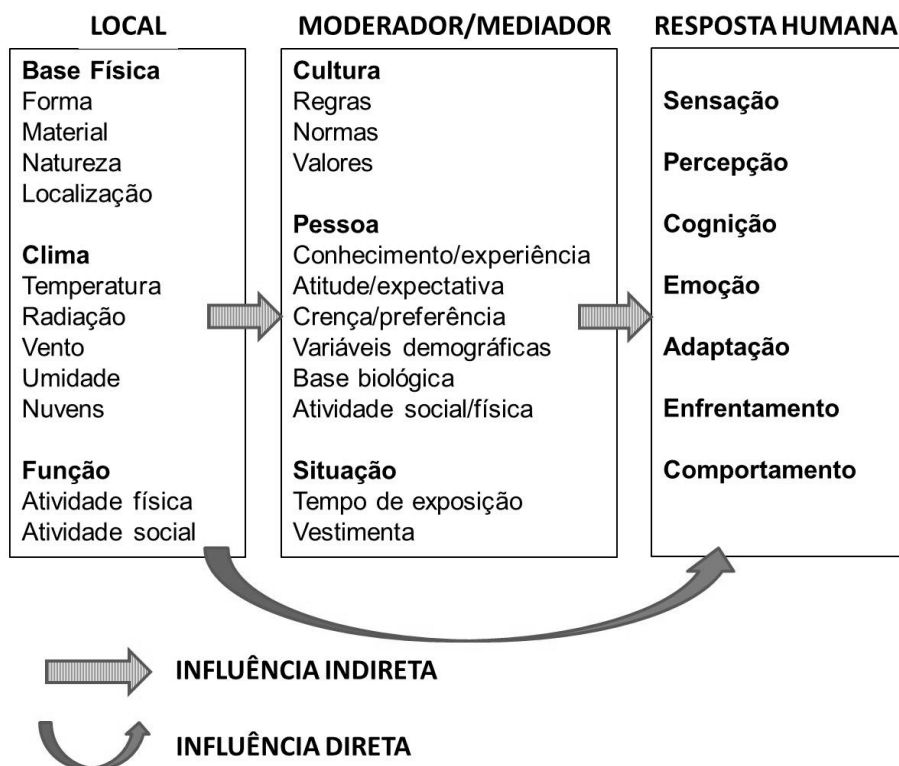 LOCAL
Base Física
Forma
Material
Natureza
Localização
Clima
Temperatura
Radiação
Vento
Umidade
Nuvens
Função
Atividade física
Atividade social
MODERADOR/MEDIADOR
Cultura
Regras
Normas
Valores
Pessoa
Conhecimento/experiência
Atitude/expectativa
Crença/preferência
Variáveis demográficas
Base biológica
Atividade social/física
Situação
Tempo de exposição
Vestimenta
RESPOSTA HUMANA
Sensação
Percepção
Cognição
Emoção
Adaptação
Enfrentamento
Comportamento
INFLUÊNCIA INDIRETA
INFLUÊNCIA DIRETA